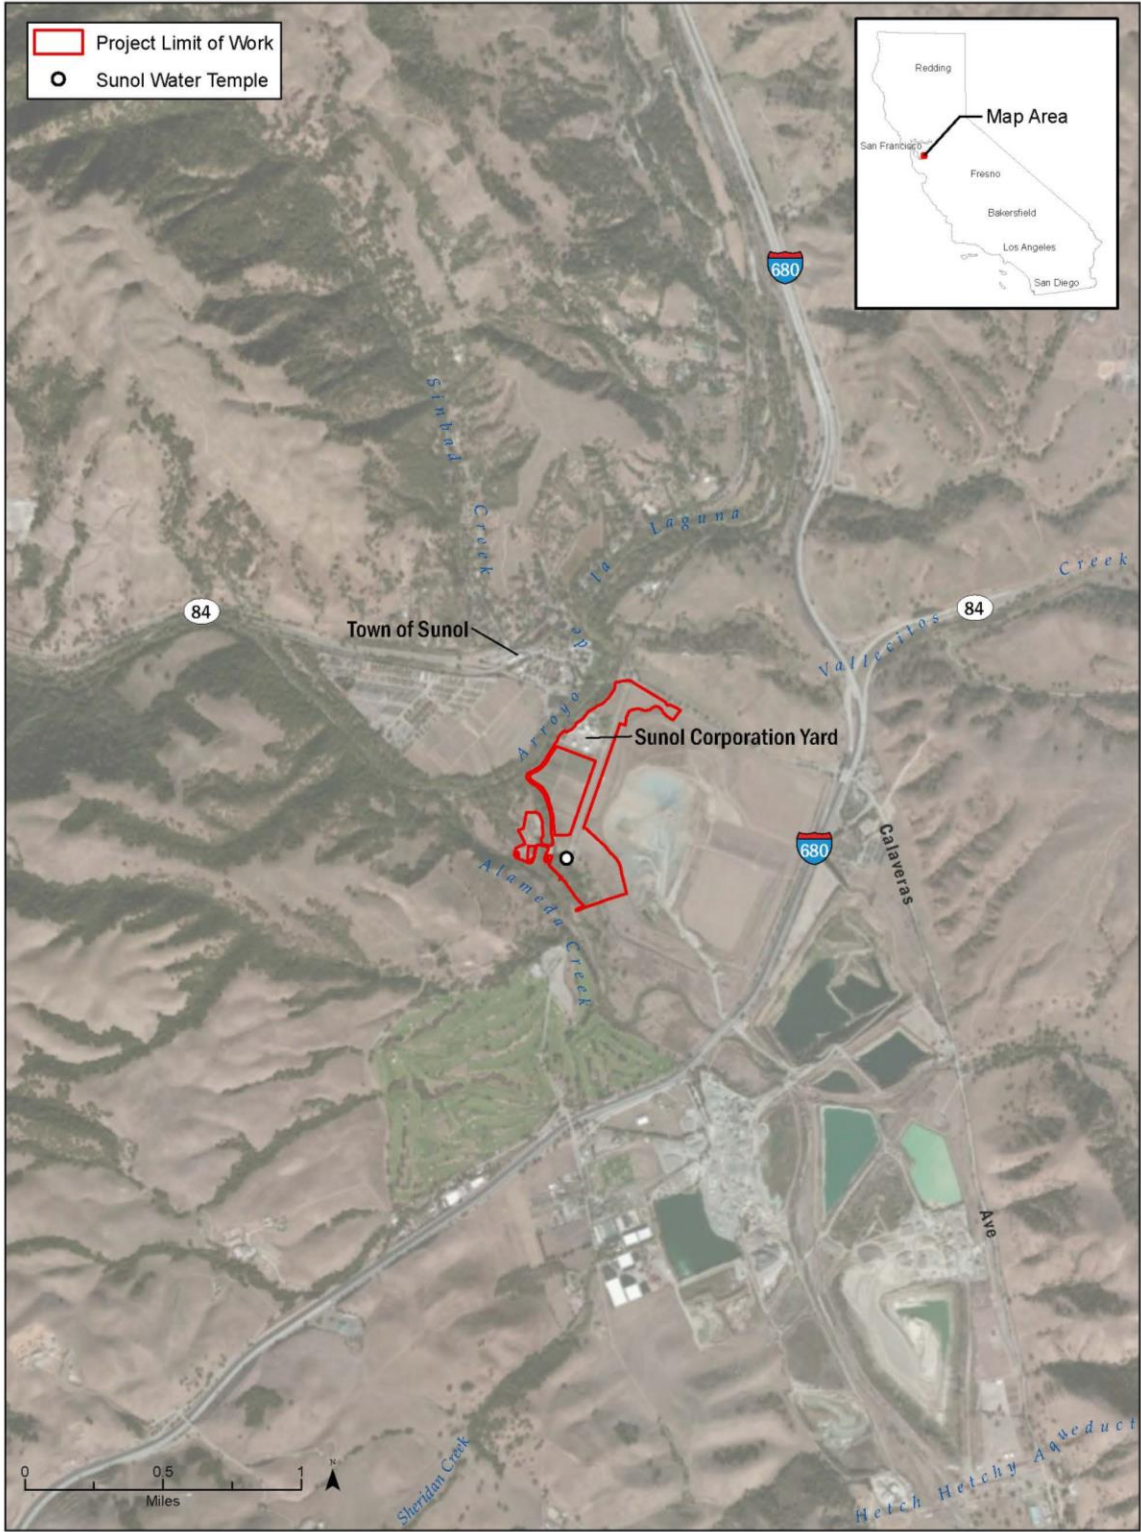 Project Limit of Work
Sunol Water Temple
Redding
Map Area
San Francisco
Fresno
Bakersfield
Los Angeles
San Diego
680
Sinbad
Creek
Laguna
la
de
Arroyo
Creek
84
84
Vallecitos
Town of Sunol
Sunol Corporation Yard
680
Calaveras
Alameda
Creek
Ave
0 0.5 1
Miles
N
Sheridan Creek
Hetch Hetchy Aqueduct